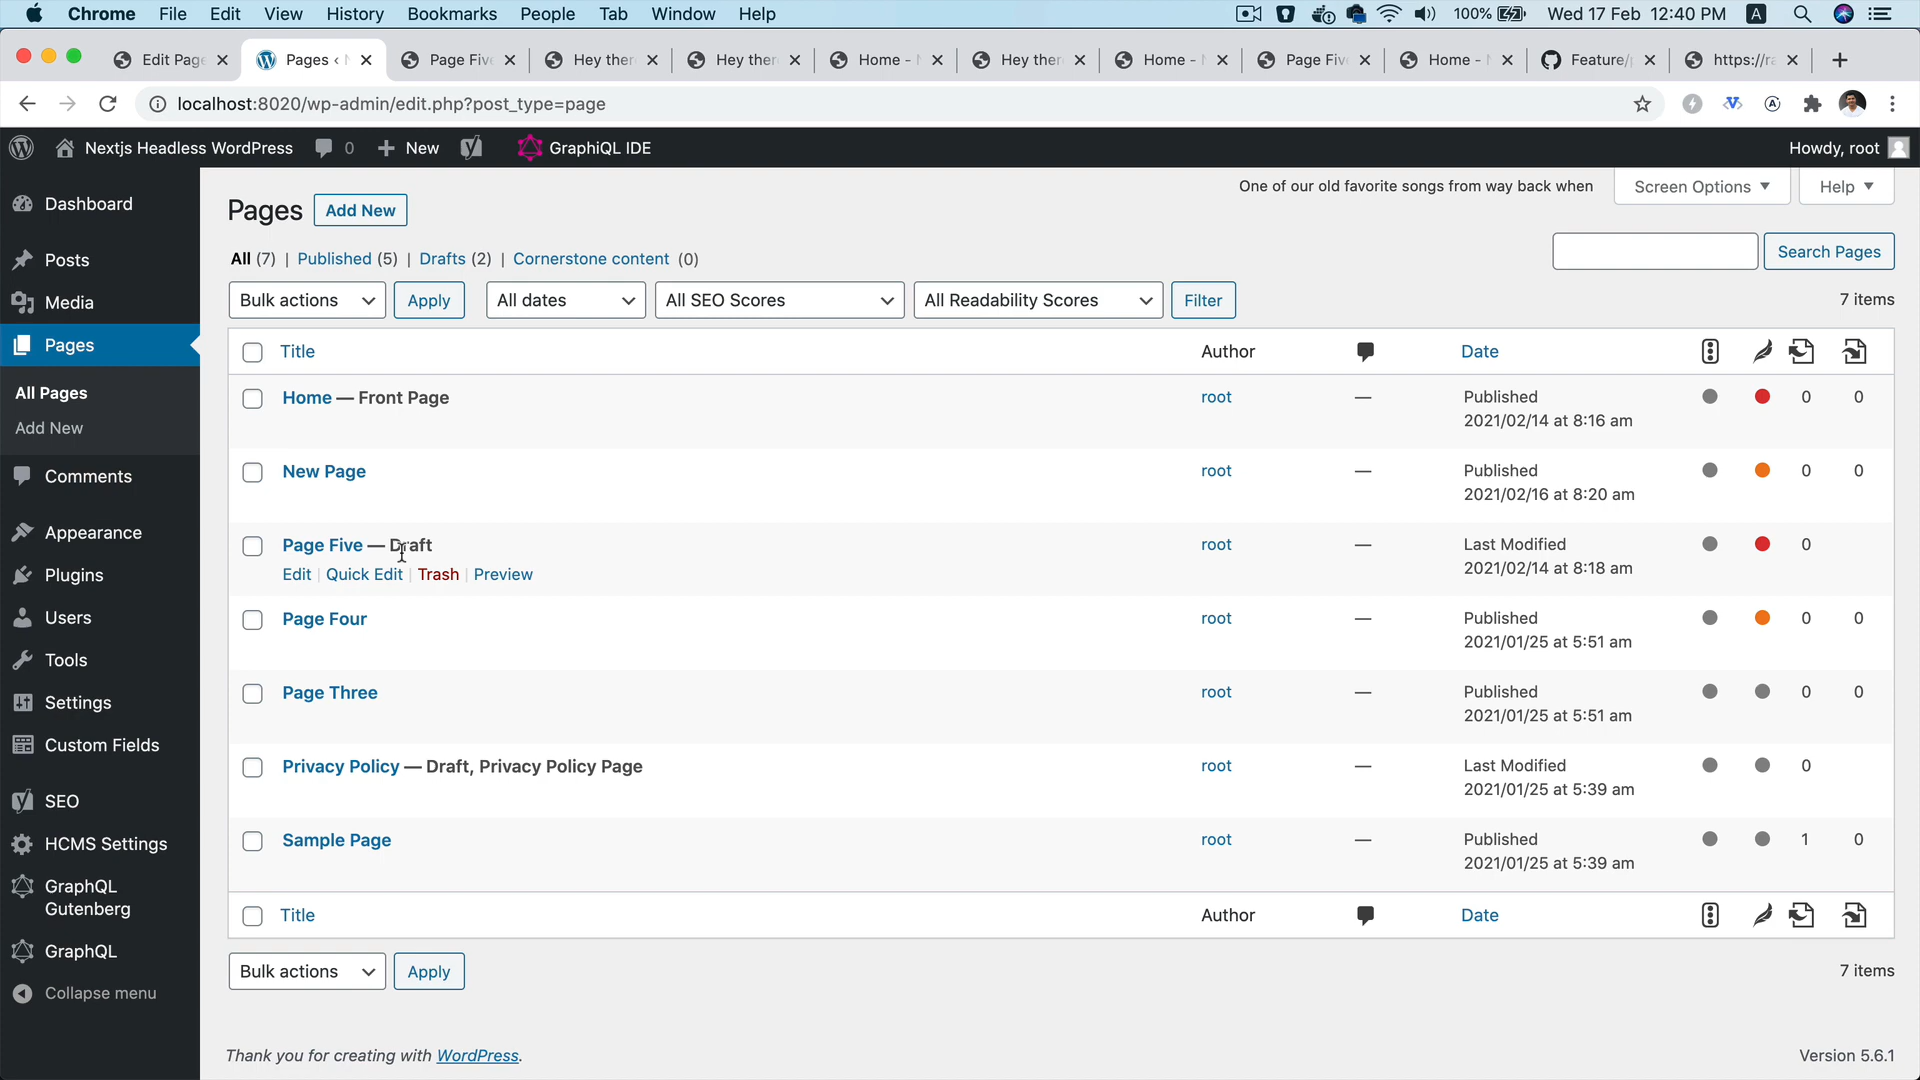 Chrome File Edit View History Bookmarks People Tab Window Help 100% Wed 17 Feb 12:40 PM A
Edit Page Pages ‹ Page Five Hey there Hey there Home - Hey there Home - Page Five Home - Feature/ https://ra
localhost:8020/wp-admin/edit.php?post_type=page
Nextjs Headless WordPress 0 New GraphiQL IDE Howdy, root
One of our old favorite songs from way back when Screen Options Help
Dashboard
Posts
Media
Pages
All Pages
Add New
Comments
Appearance
Plugins
Users
Tools
Settings
Custom Fields
SEO
HCMS Settings
GraphQL
Gutenberg
GraphQL
Collapse menu
Pages Add New
All (7) | Published (5) | Drafts (2) | Cornerstone content (0)
Search Pages
Bulk actions Apply All dates All SEO Scores All Readability Scores Filter 7 items
Title Author Date
Home — Front Page root — Published 0 0
2021/02/14 at 8:16 am
New Page root — Published 0 0
2021/02/16 at 8:20 am
Page Five — Draft root — Last Modified 0
Edit | Quick Edit | Trash | Preview 2021/02/14 at 8:18 am
Page Four root — Published 0 0
2021/01/25 at 5:51 am
Page Three root — Published 0 0
2021/01/25 at 5:51 am
Privacy Policy — Draft, Privacy Policy Page root — Last Modified 0
2021/01/25 at 5:39 am
Sample Page root — Published 1 0
2021/01/25 at 5:39 am
Title Author Date
Bulk actions Apply 7 items
Thank you for creating with WordPress. Version 5.6.1